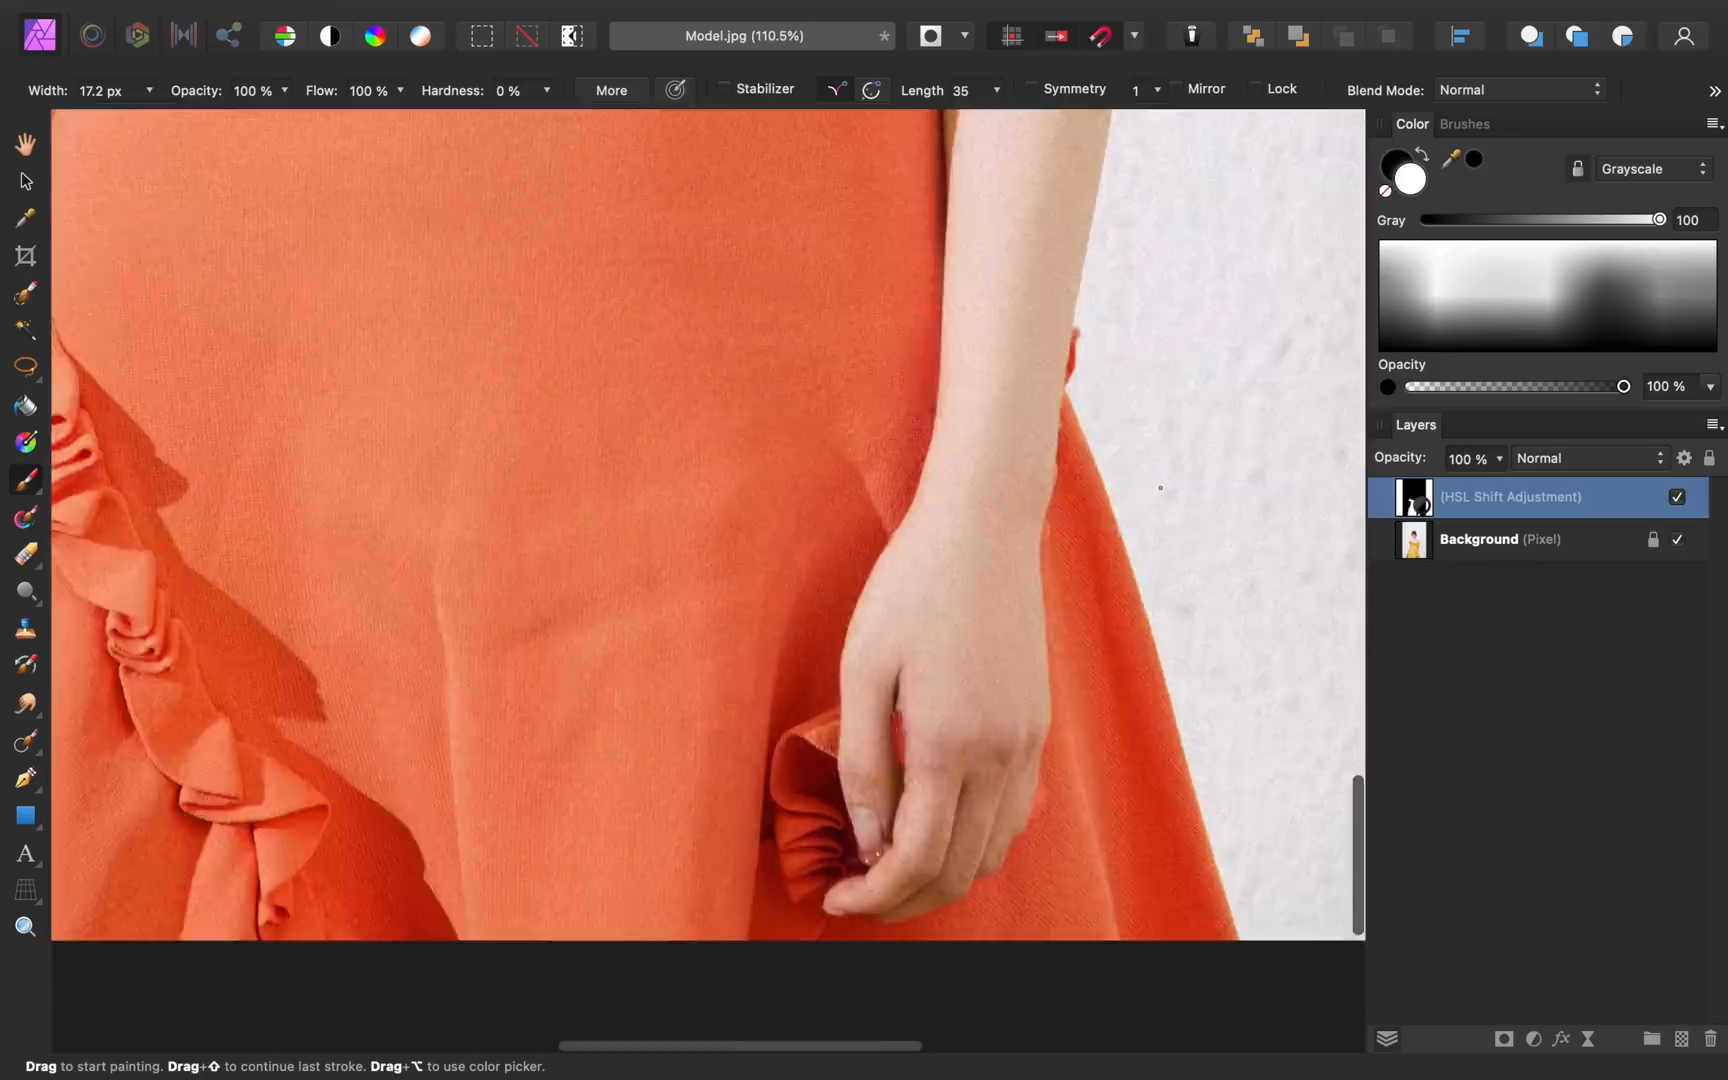 Model.jpg (110.5%)
Width: 17.2 px Opacity: 100 % Flow: 100 % Hardness: 0 % More Stabilizer Length 35 Symmetry 1 Mirror Lock Blend Mode: Normal
Color Brushes
Grayscale
Gray 100
Opacity
100 %
Layers
Opacity: 100 % Normal
(HSL Shift Adjustment)
Background (Pixel)
A
fx
Drag to start painting. Drag+⇧ to continue last stroke. Drag+⌥ to use color picker.